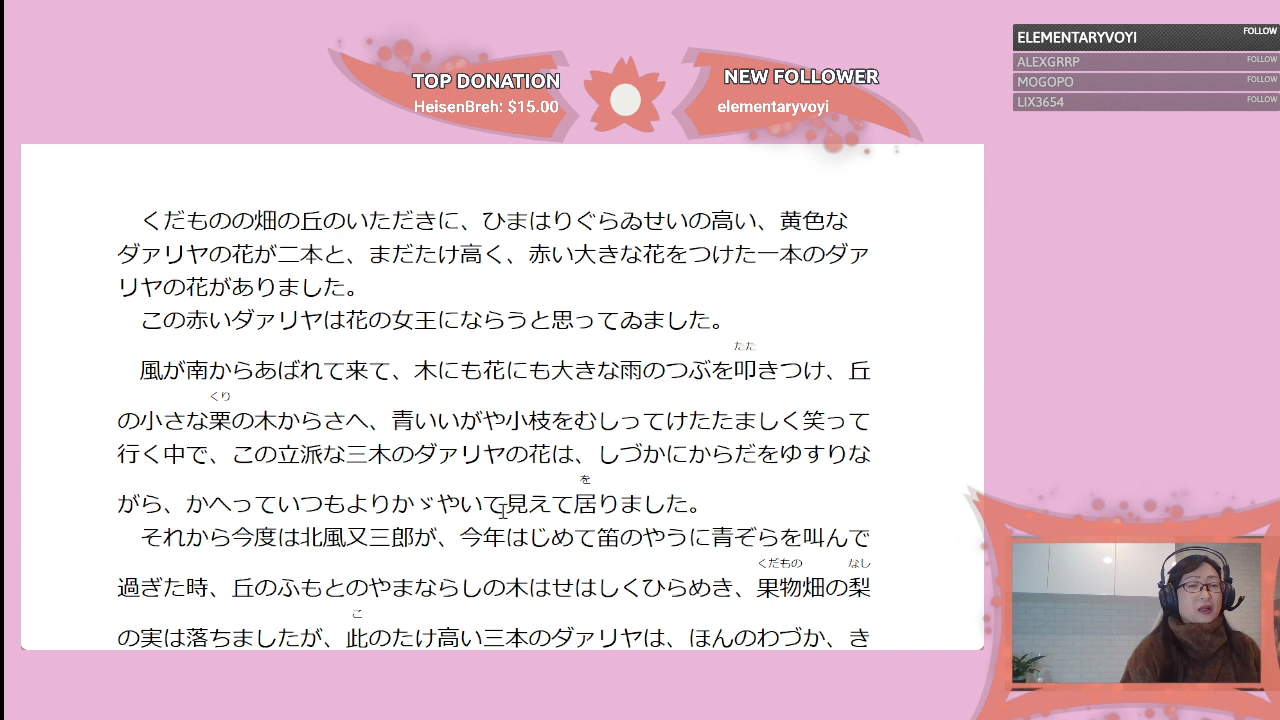 TOP DONATION
HeisenBreh: $15.00
NEW FOLLOWER
elementaryvoyi
ELEMENTARYVOYI
FOLLOW
ALEXGRRP
FOLLOW
MOGOPO
FOLLOW
LIX3654
FOLLOW
くだものの畑の丘のいただきに、ひまはりぐらゐせいの高い、黄色な
ダァリヤの花が二本と、まだたけ高く、赤い大きな花をつけた一本のダァ
リヤの花がありました。
この赤いダァリヤは花の女王にならうと思ってゐました。
たた
風が南からあばれて来て、木にも花にも大きな雨のつぶを叩きつけ、丘
くり
の小さな栗の木からさへ、青いいがや小枝をむしってけたたましく笑って
行く中で、この立派な三木のダァリヤの花は、しづかにからだをゆすりな
を
がら、かへっていつもよりかゞやいて見えて居りました。
それから今度は北風又三郎が、今年はじめて笛のやうに青ぞらを叫んで
くだもの なし
過ぎた時、丘のふもとのやまならしの木はせはしくひらめき、果物畑の梨
こ
の実は落ちましたが、此のたけ高い三本のダァリヤは、ほんのわづか、き